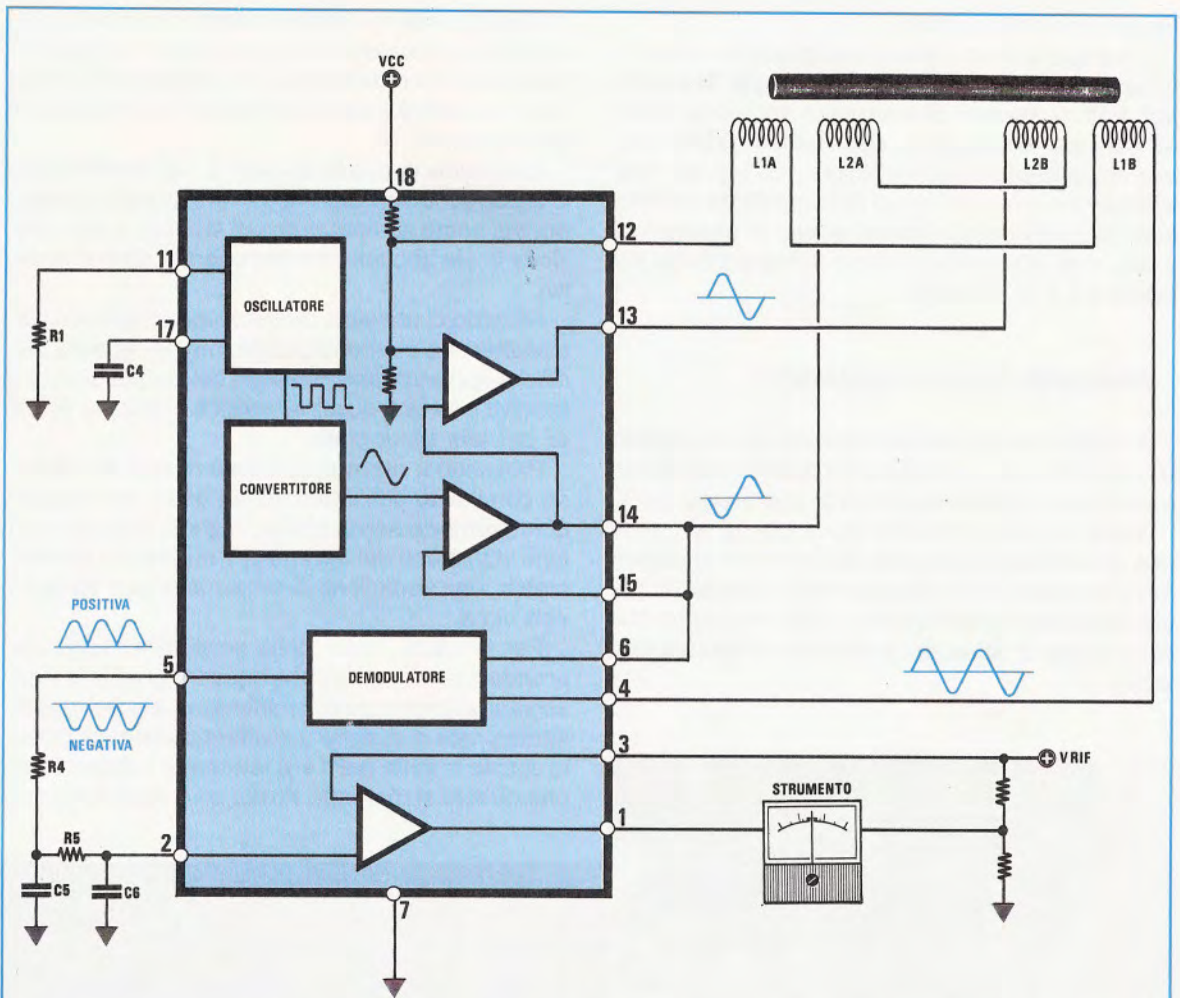 VCC
18
L1A
L2A
L2B
L1B
12
11
OSCILLATORE
R1
17
13
C4
CONVERTITORE
14
15
POSITIVA
6
5
DEMODULATORE
4
NEGATIVA
3
VRIF
R4
STRUMENTO
1
R5
2
C5
C6
7